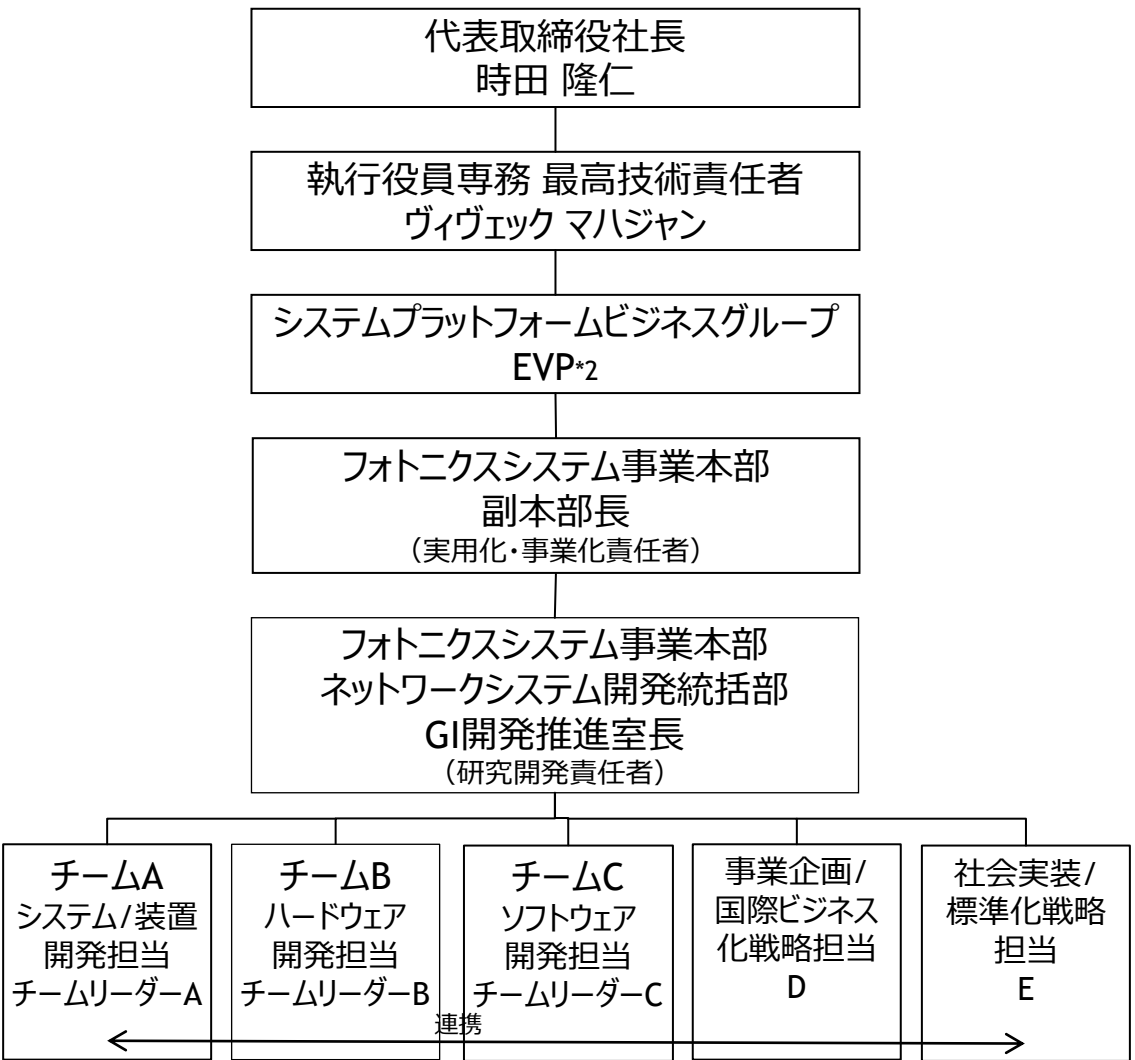 代表取締役社長
時田 隆仁
執行役員専務 最高技術責任者
ヴィヴェック マハジャン
システムプラットフォームビジネスグループ
EVP*2
フォトニクスシステム事業本部
副本部長
（実用化・事業化責任者）
フォトニクスシステム事業本部
ネットワークシステム開発統括部
GI開発推進室長
（研究開発責任者）
チームA
システム/装置
開発担当
チームリーダーA
チームB
ハードウェア
開発担当
チームリーダーB
チームC
ソフトウェア
開発担当
チームリーダーC
事業企画/
国際ビジネス
化戦略担当
D
社会実装/
標準化戦略
担当
E
連携